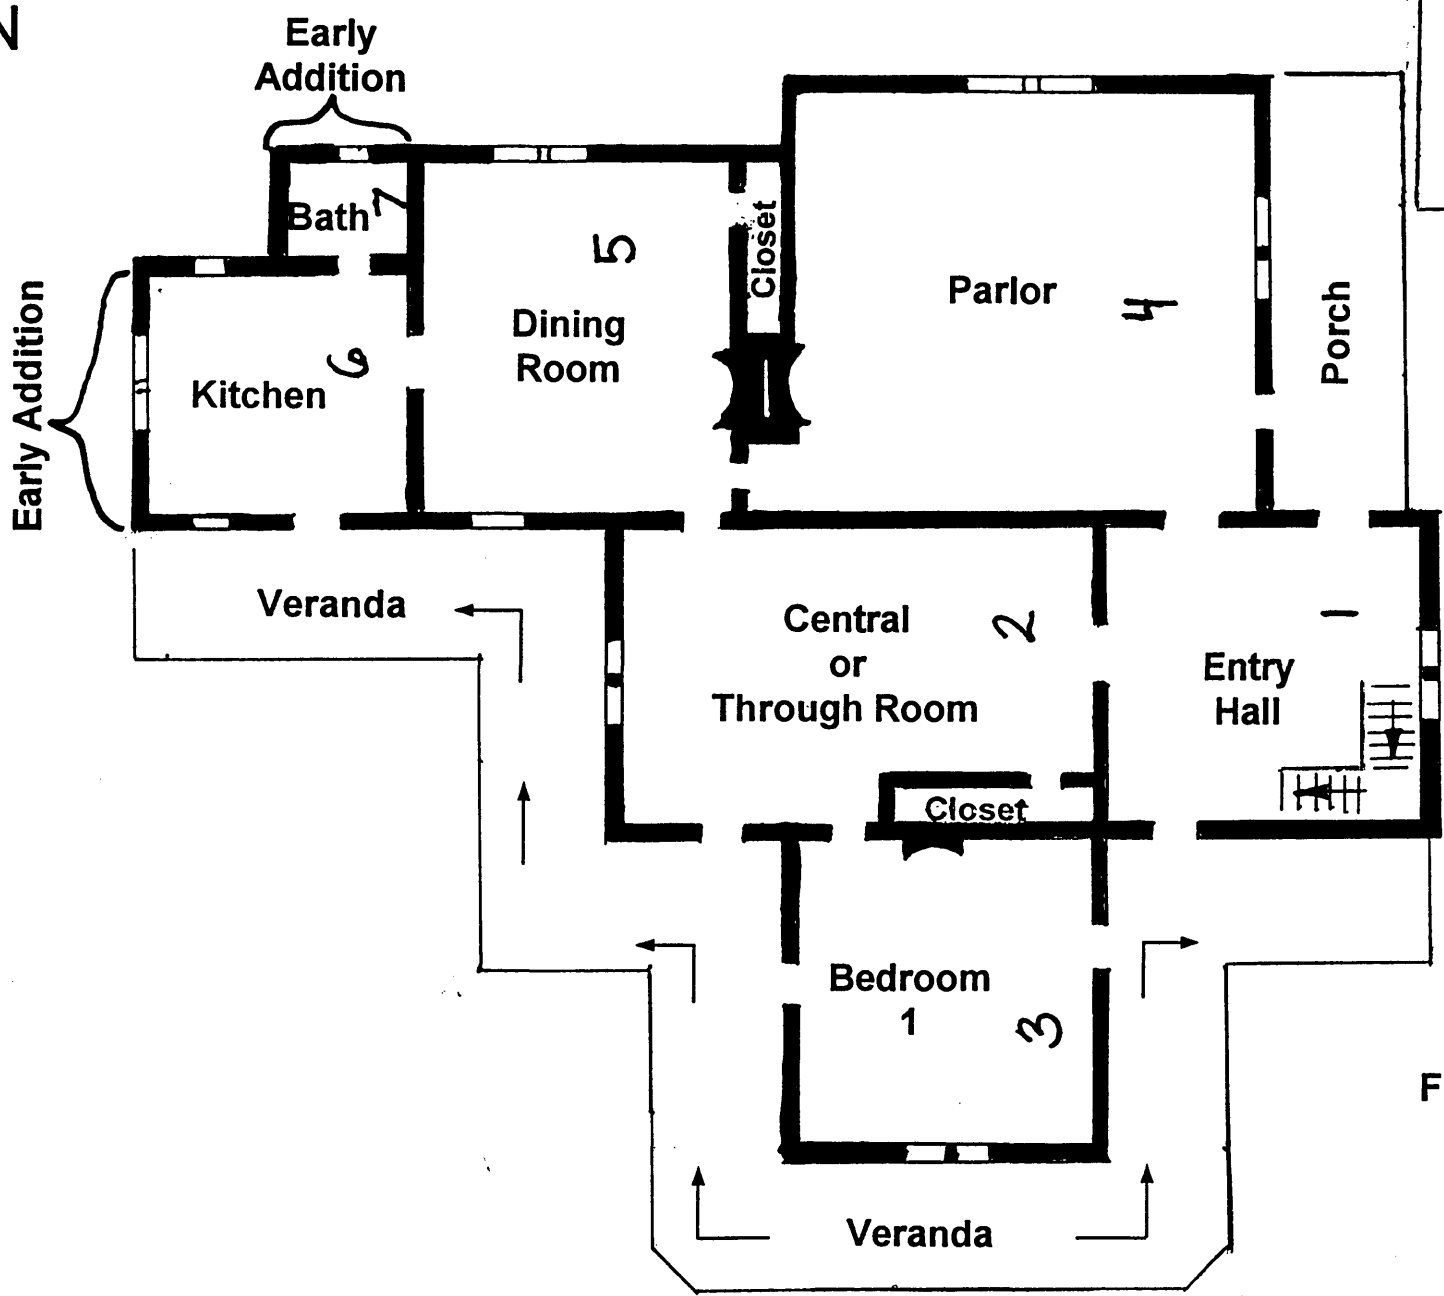 N
Early
Addition
Bath 7
Closet
5
Dining
Room
Parlor
4
Porch
Early Addition
Kitchen
6
Veranda
Central
or
Through Room
2
1
Entry
Hall
Closet
Bedroom
1
3
F
Veranda